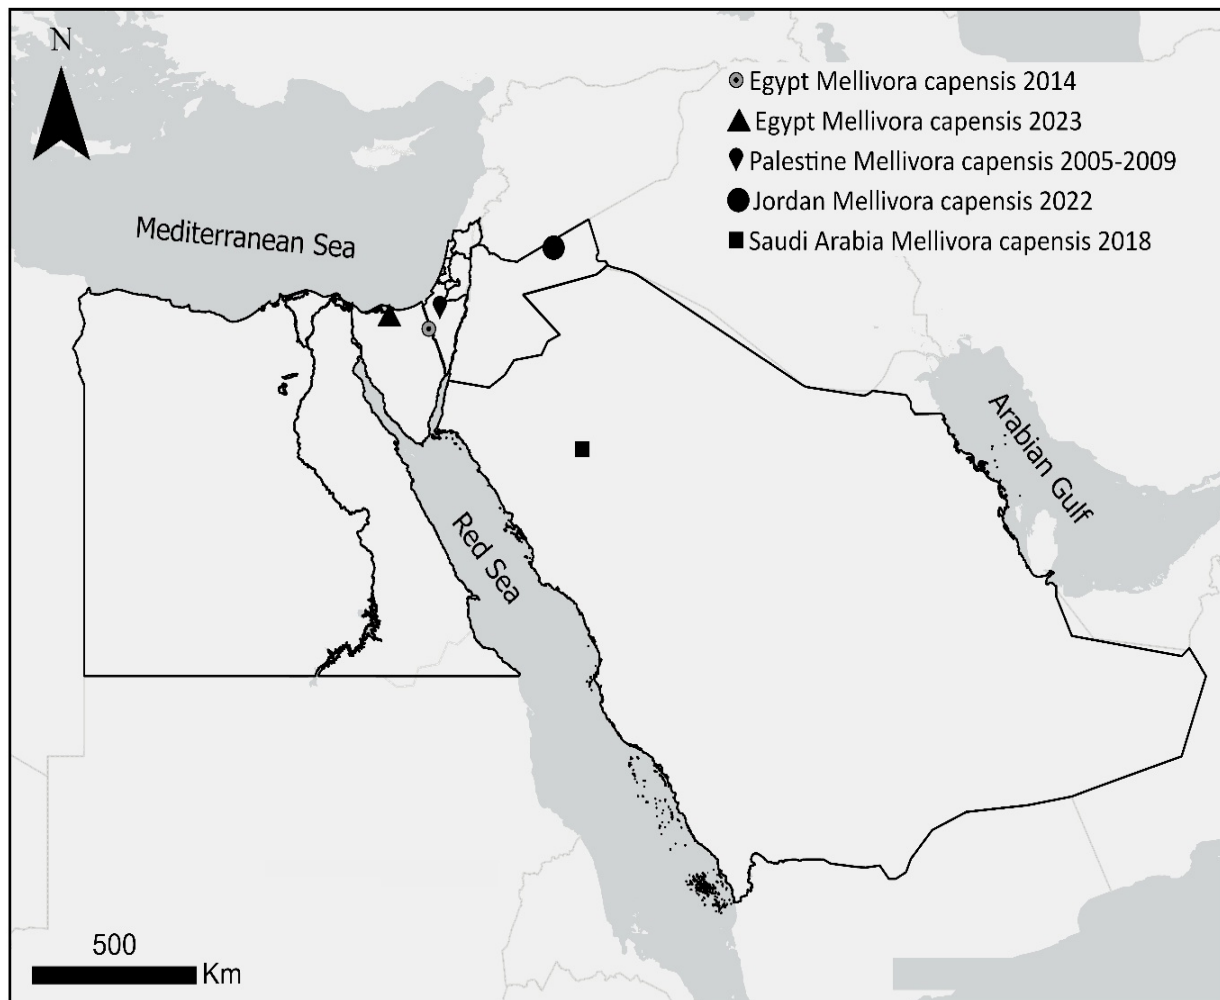 N
Egypt Mellivora capensis 2014
Egypt Mellivora capensis 2023
Palestine Mellivora capensis 2005-2009
Jordan Mellivora capensis 2022
Saudi Arabia Mellivora capensis 2018
Mediterranean Sea
Arabian Gulf
Red Sea
500
Km